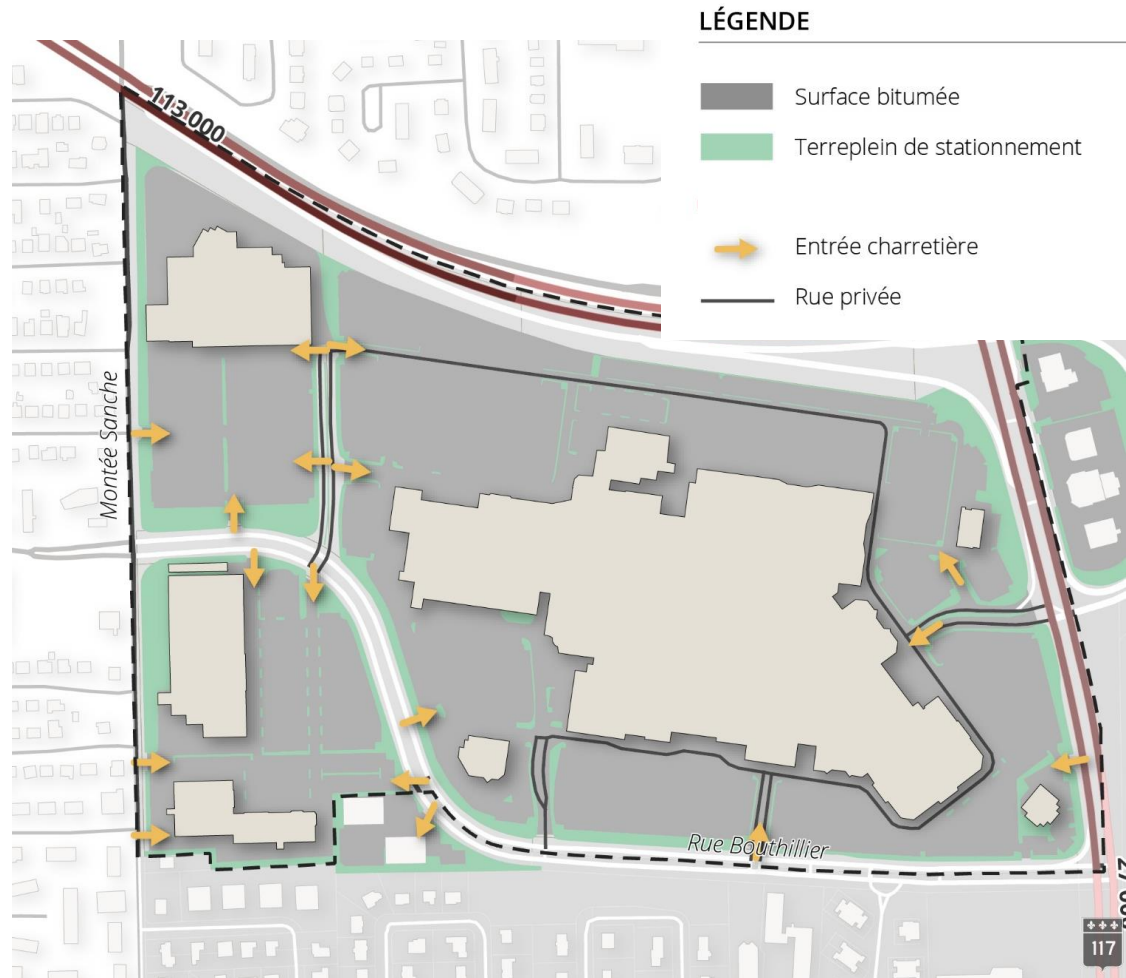 LÉGENDE
Surface bitumée
Terreplein de stationnement
Entrée charretière
Rue privée
113 000
Montée Sanche
Rue Bouthillier
117